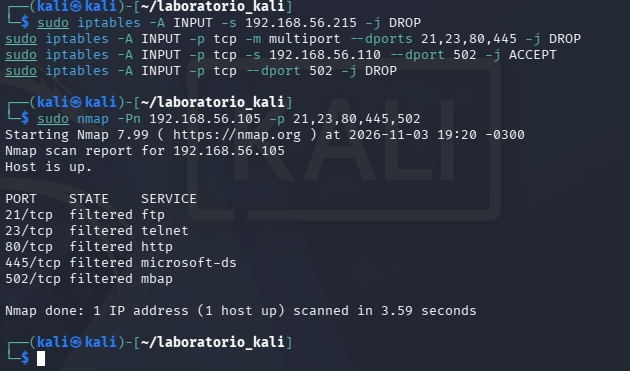 ┌──(kali㉿kali)-[~/laboratorio_kali]
└─$ sudo iptables -A INPUT -s 192.168.56.215 -j DROP
sudo iptables -A INPUT -p tcp -m multiport --dports 21,23,80,445 -j DROP
sudo iptables -A INPUT -p tcp -s 192.168.56.110 --dport 502 -j ACCEPT
sudo iptables -A INPUT -p tcp --dport 502 -j DROP
┌──(kali㉿kali)-[~/laboratorio_kali]
└─$ sudo nmap -Pn 192.168.56.105 -p 21,23,80,445,502
Starting Nmap 7.99 ( https://nmap.org ) at 2026-11-03 19:20 -0300
Nmap scan report for 192.168.56.105
Host is up.
PORT    STATE    SERVICE
21/tcp  filtered ftp
23/tcp  filtered telnet
80/tcp  filtered http
445/tcp filtered microsoft-ds
502/tcp filtered mbap
Nmap done: 1 IP address (1 host up) scanned in 3.59 seconds
┌──(kali㉿kali)-[~/laboratorio_kali]
└─$
KALI